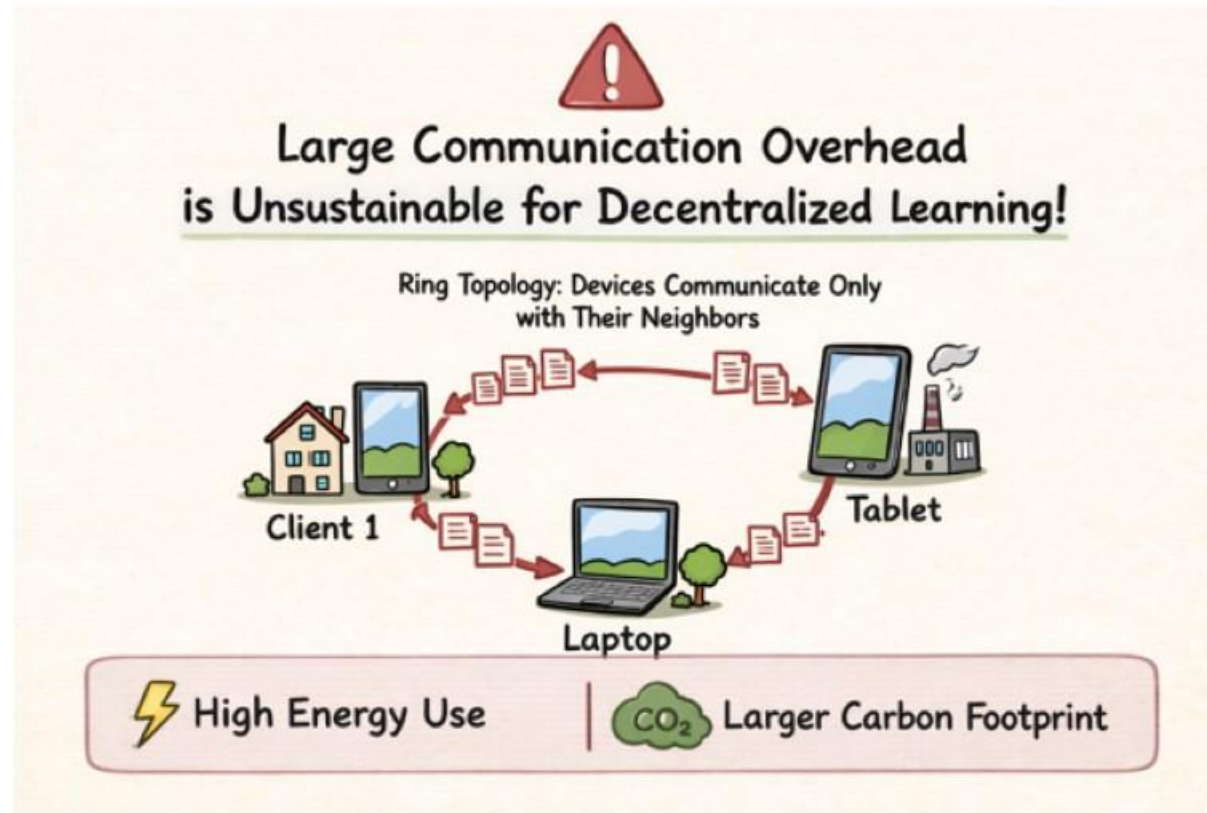 Large Communication Overhead
is Unsustainable for Decentralized Learning!
Ring Topology: Devices Communicate Only
with Their Neighbors
Client 1
Tablet
Laptop
High Energy Use
CO₂
Larger Carbon Footprint